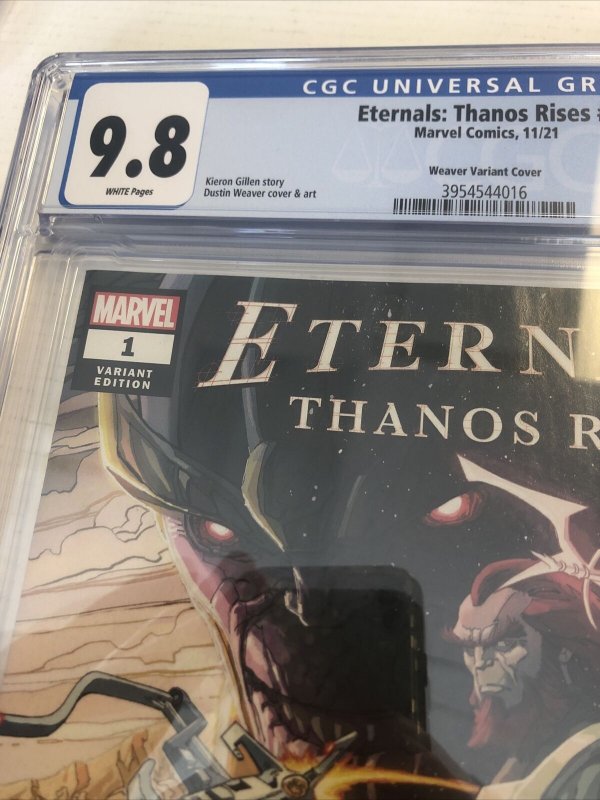 CGC UNIVERSAL GR
9.8
WHITE Pages
Eternals: Thanos Rises #
Marvel Comics, 11/21
Kieron Gillen story
Dustin Weaver cover & art
Weaver Variant Cover
3954544016
MARVEL
1
VARIANT
EDITION
ETERN
THANOS R